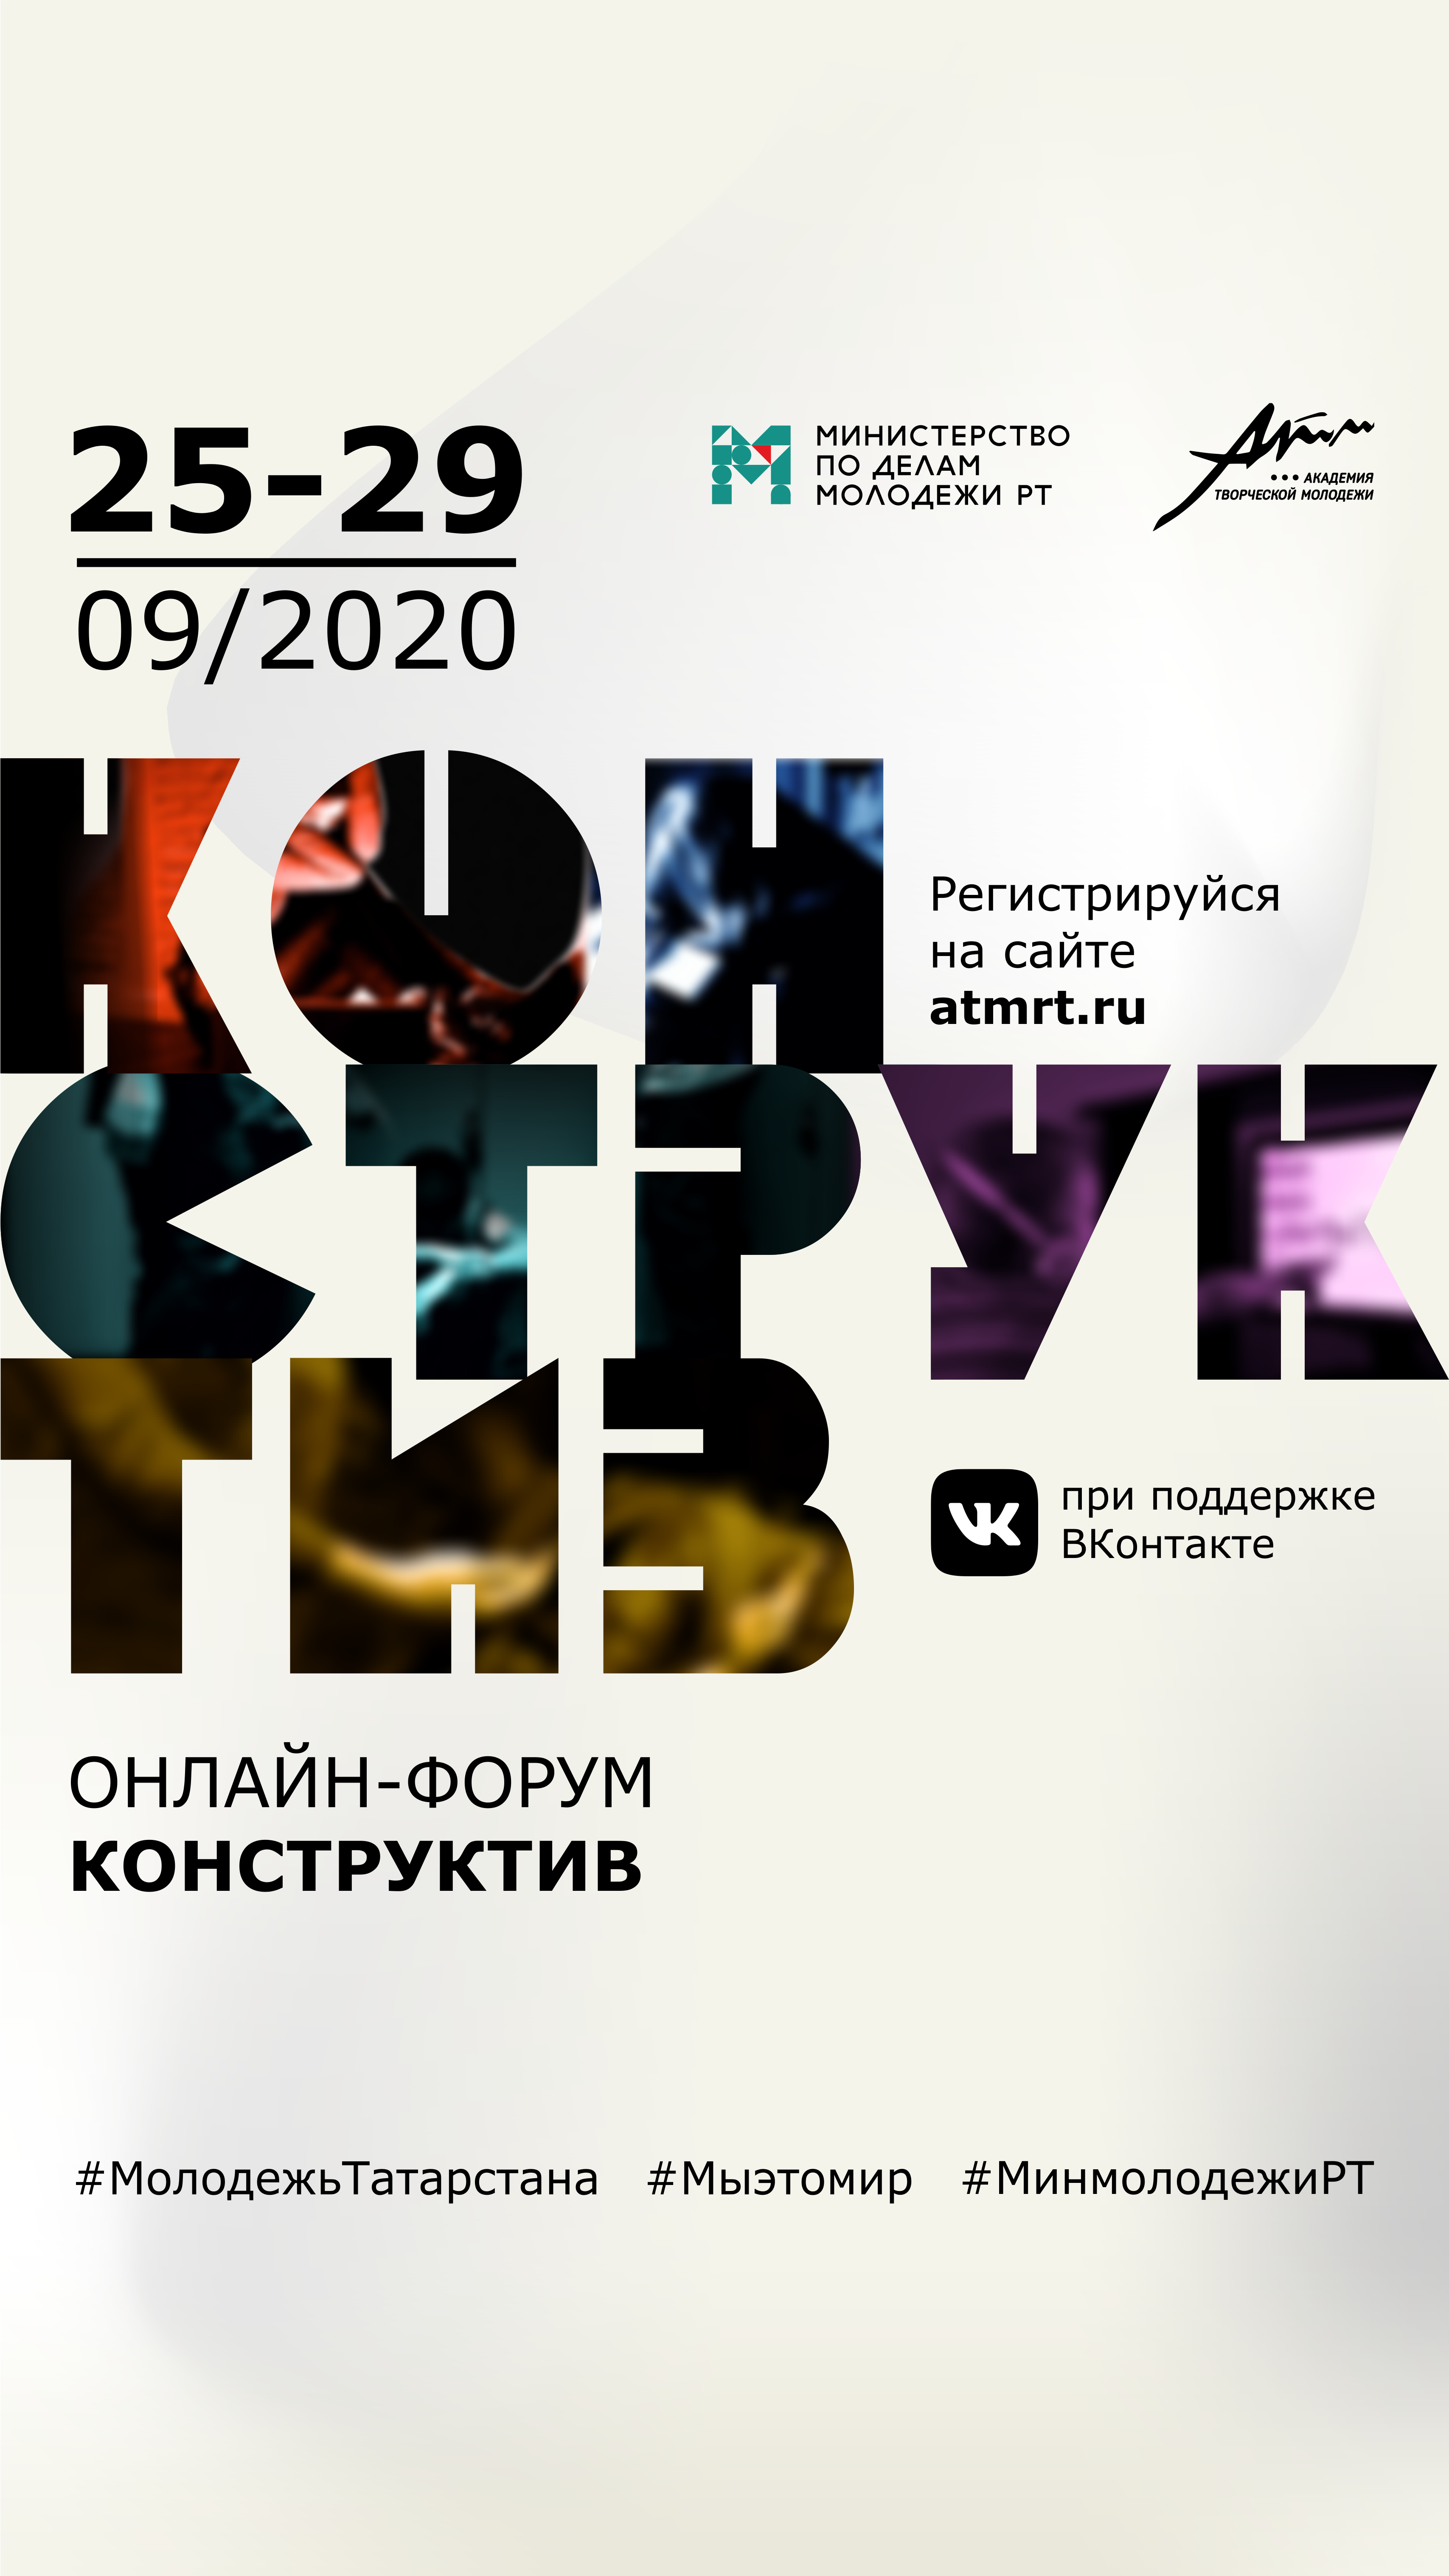 25-29
09/2020
МИНИСТЕРСТВО
ПО ДЕЛАМ
МОЛОДЕЖИ РТ
Атм
••• АКАДЕМИЯ
ТВОРЧЕСКОЙ МОЛОДЕЖИ
КОН
СТРУК
ТИВ
Регистрируйся
на сайте
atmrt.ru
при поддержке
ВКонтакте
ОНЛАЙН-ФОРУМ
КОНСТРУКТИВ
#МолодежьТатарстана #Мыэтомир #МинмолодежиРТ